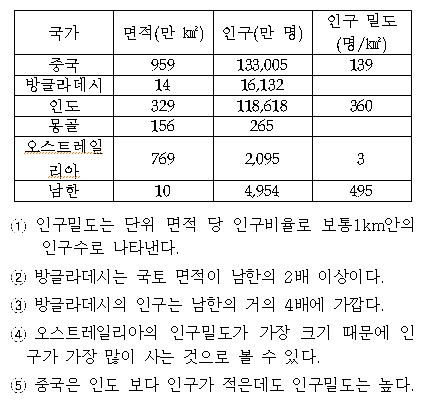 국가 면적(만 ㎢) 인구(만 명) 인구 밀도
(명/㎢)
중국 959 133,005 139
방글라데시 14 16,132
인도 329 118,618 360
몽골 156 265
오스트레일
리아 769 2,095 3
남한 10 4,954 495
① 인구밀도는 단위 면적 당 인구비율로 보통1km안의
인구수로 나타낸다.
② 방글라데시는 국토 면적이 남한의 2배 이상이다.
③ 방글라데시의 인구는 남한의 거의 4배에 가깝다.
④ 오스트레일리아의 인구밀도가 가장 크기 때문에 인
구가 가장 많이 사는 것으로 볼 수 있다.
⑤ 중국은 인도 보다 인구가 적은데도 인구밀도는 높다.